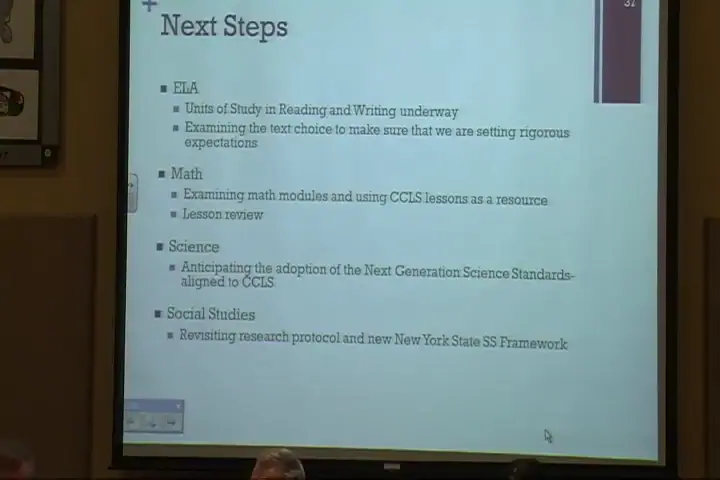 31
Next Steps
ELA
Units of Study in Reading and Writing underway
Examining the text choice to make sure that we are setting rigorous
expectations
Math
Examining math modules and using CCLS lessons as a resource
Lesson review
Science
Anticipating the adoption of the Next Generation Science Standards-
aligned to CCLS
Social Studies
Revisiting research protocol and new New York State SS Framework